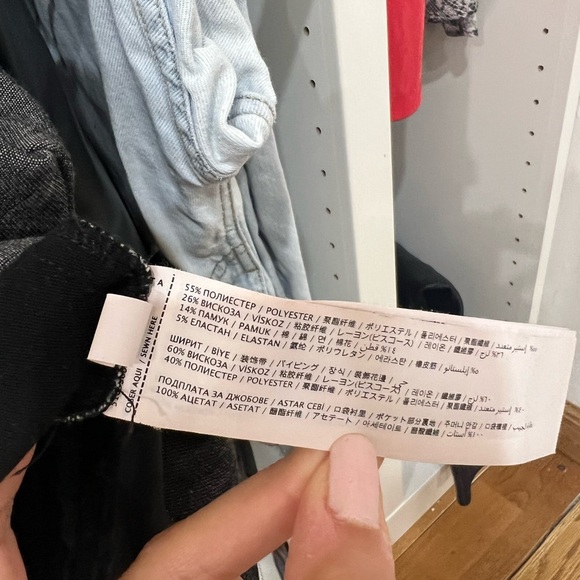 A
COSER AQUI / SEWN HERE
55% ПОЛИЕСТЕР / POLYESTER / 聚酯纤维 / ポリエステル / 폴리에스터 / 聚酯纖維 /
26% ВИСКОЗА / VİSKOZ / 粘胶纤维 / レーヨン(ビスコース) / 레이온 / 纖維膠 /
14% ПАМУК / PAMUK / 棉 / 綿 / 면 / 棉花 / قطن ١٤%
5% ЕЛАСТАН / ELASTAN / 氨纶 / ポリウレタン / 에라스탄 / 橡皮筋 /
ШИРИТ / BİYE / 装饰带 / パイピング / 장식 / 裝飾花邊 /
60% ВИСКОЗА / VİSKOZ / 粘胶纤维 / レーヨン(ビスコース) / 레이온 / 纖維膠 /
40% ПОЛИЕСТЕР / POLYESTER / 聚酯纤维 / ポリエステル / 폴리에스터 / 聚酯纖維 /
ПОДПЛАТА ЗА ДЖОБОВЕ / ASTAR CEBİ / 口袋衬里 / ポケット部分裏地 / 주머니 안감 / 口袋襯裡 /
100% АЦЕТАТ / ASETAT / 醋酯纤维 / アセテート / 아세테이트 / 醋酸纖維 /